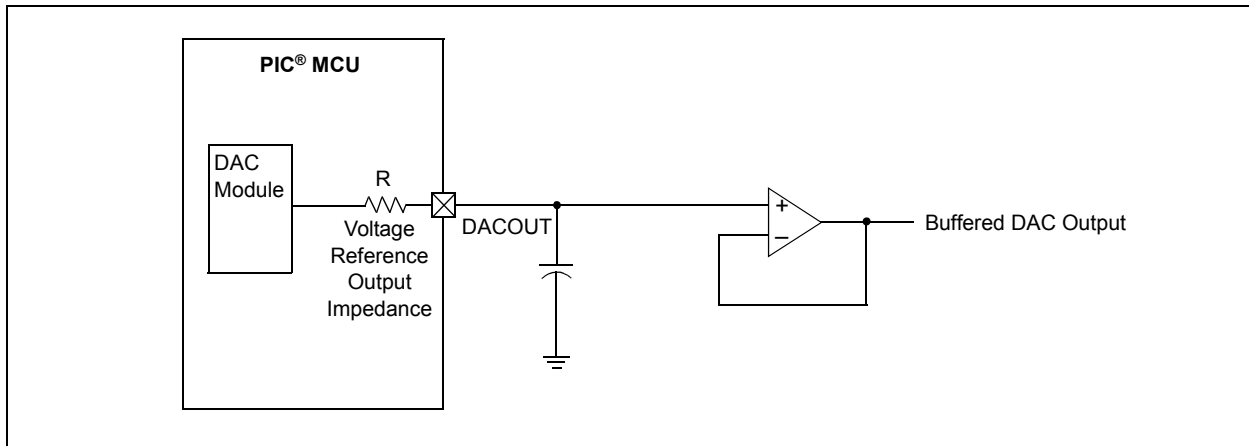 PIC® MCU
DAC
Module
R
Voltage
Reference
Output
Impedance
DACOUT
+
–
Buffered DAC Output